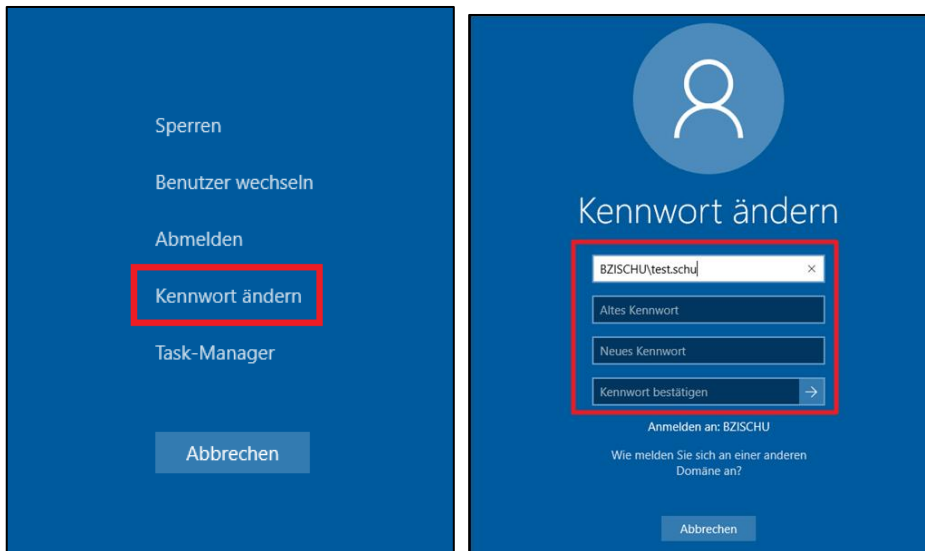 Sperren
Benutzer wechseln
Abmelden
Kennwort ändern
Task-Manager
Abbrechen
Kennwort ändern
BZISCHU\test.schu
Altes Kennwort
Neues Kennwort
Kennwort bestätigen
Anmelden an: BZISCHU
Wie melden Sie sich an einer anderen
Domäne an?
Abbrechen